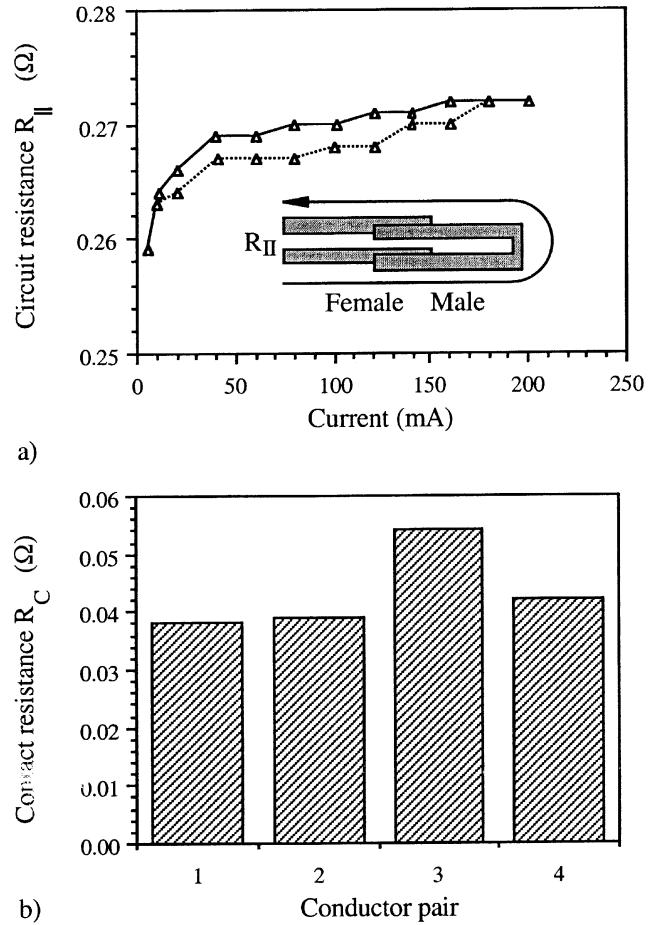 0.28
0.27
0.26
0.25
Circuit resistance R|| (Ω)
RII
Female Male
0 50 100 150 200 250
Current (mA)
a)
0.06
0.05
0.04
0.03
0.02
0.01
0.00
Contact resistance RC (Ω)
1 2 3 4
Conductor pair
b)